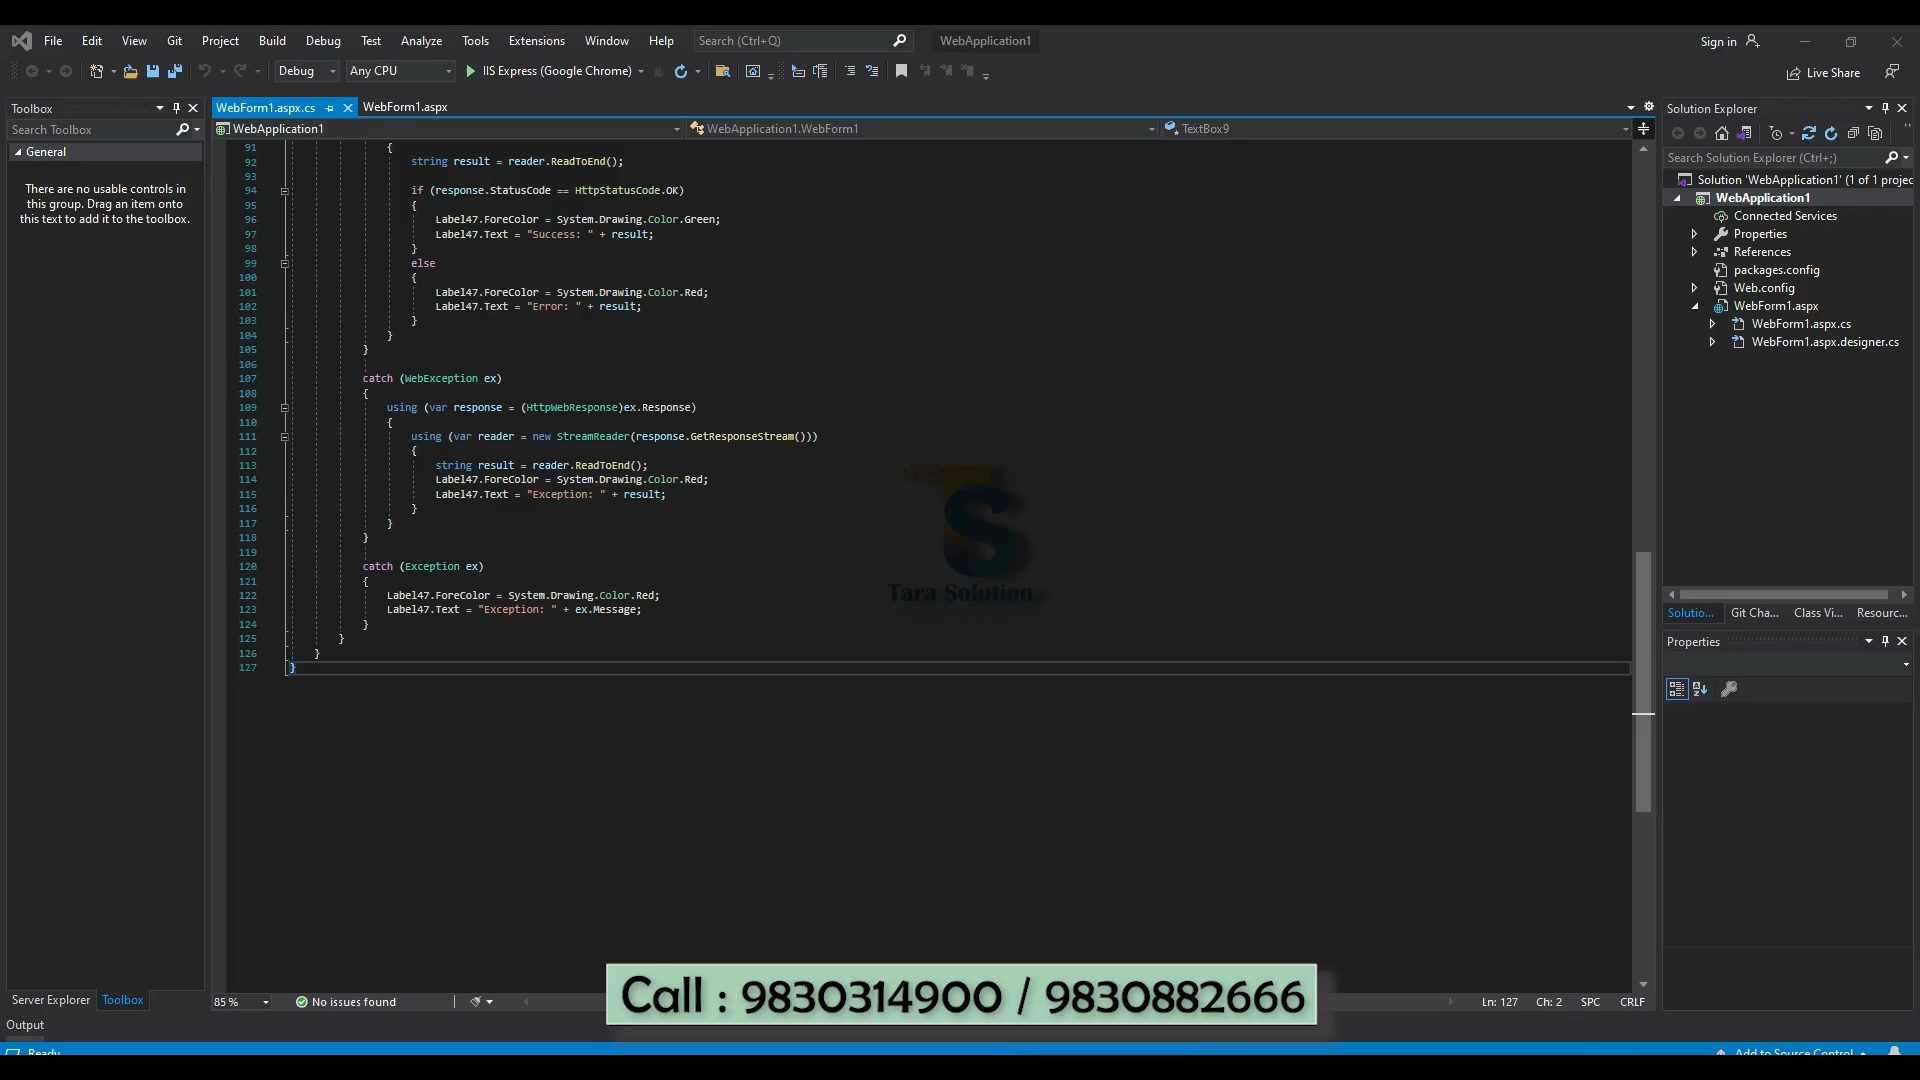 File Edit View Git Project Build Debug Test Analyze Tools Extensions Window Help Search (Ctrl+Q) WebApplication1 Sign in
Debug Any CPU IIS Express (Google Chrome) Live Share
Toolbox
Search Toolbox
General
There are no usable controls in
this group. Drag an item onto
this text to add it to the toolbox.
Server Explorer Toolbox
Output
WebForm1.aspx.cs WebForm1.aspx
WebApplication1 WebApplication1.WebForm1 TextBox9
91 {
92 string result = reader.ReadToEnd();
93
94 if (response.StatusCode == HttpStatusCode.OK)
95 {
96 Label47.ForeColor = System.Drawing.Color.Green;
97 Label47.Text = "Success: " + result;
98 }
99 else
100 {
101 Label47.ForeColor = System.Drawing.Color.Red;
102 Label47.Text = "Error: " + result;
103 }
104 }
105 }
106
107 catch (WebException ex)
108 {
109 using (var response = (HttpWebResponse)ex.Response)
110 {
111 using (var reader = new StreamReader(response.GetResponseStream()))
112 {
113 string result = reader.ReadToEnd();
114 Label47.ForeColor = System.Drawing.Color.Red;
115 Label47.Text = "Exception: " + result;
116 }
117 }
118 }
119
120 catch (Exception ex)
121 {
122 Label47.ForeColor = System.Drawing.Color.Red;
123 Label47.Text = "Exception: " + ex.Message;
124 }
125 }
126 }
127 }
TS
Tara Solution
85 % No issues found Ln: 127 Ch: 2 SPC CRLF
Call : 9830314900 / 9830882666
Solution Explorer
Search Solution Explorer (Ctrl+;)
Solution 'WebApplication1' (1 of 1 projec
WebApplication1
Connected Services
Properties
References
packages.config
Web.config
WebForm1.aspx
WebForm1.aspx.cs
WebForm1.aspx.designer.cs
Solutio... Git Cha... Class Vi... Resourc...
Properties
Ready Add to Source Control